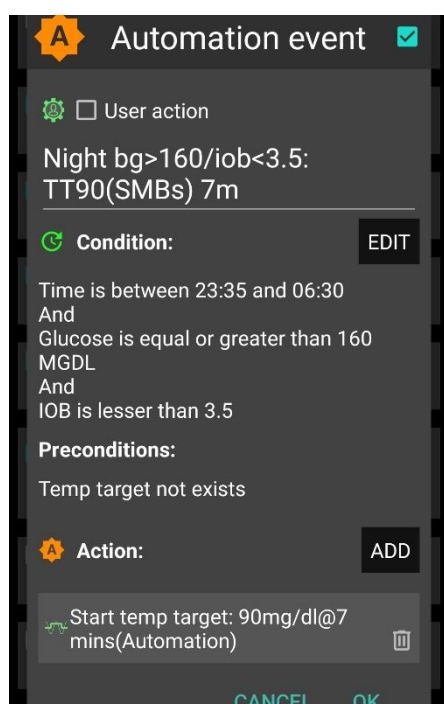 A Automation event
User action
Night bg>160/iob<3.5:
TT90(SMBs) 7m
Condition: EDIT
Time is between 23:35 and 06:30
And
Glucose is equal or greater than 160
MGDL
And
IOB is lesser than 3.5
Preconditions:
Temp target not exists
A Action: ADD
Start temp target: 90mg/dl@7
mins(Automation)
CANCEL OK